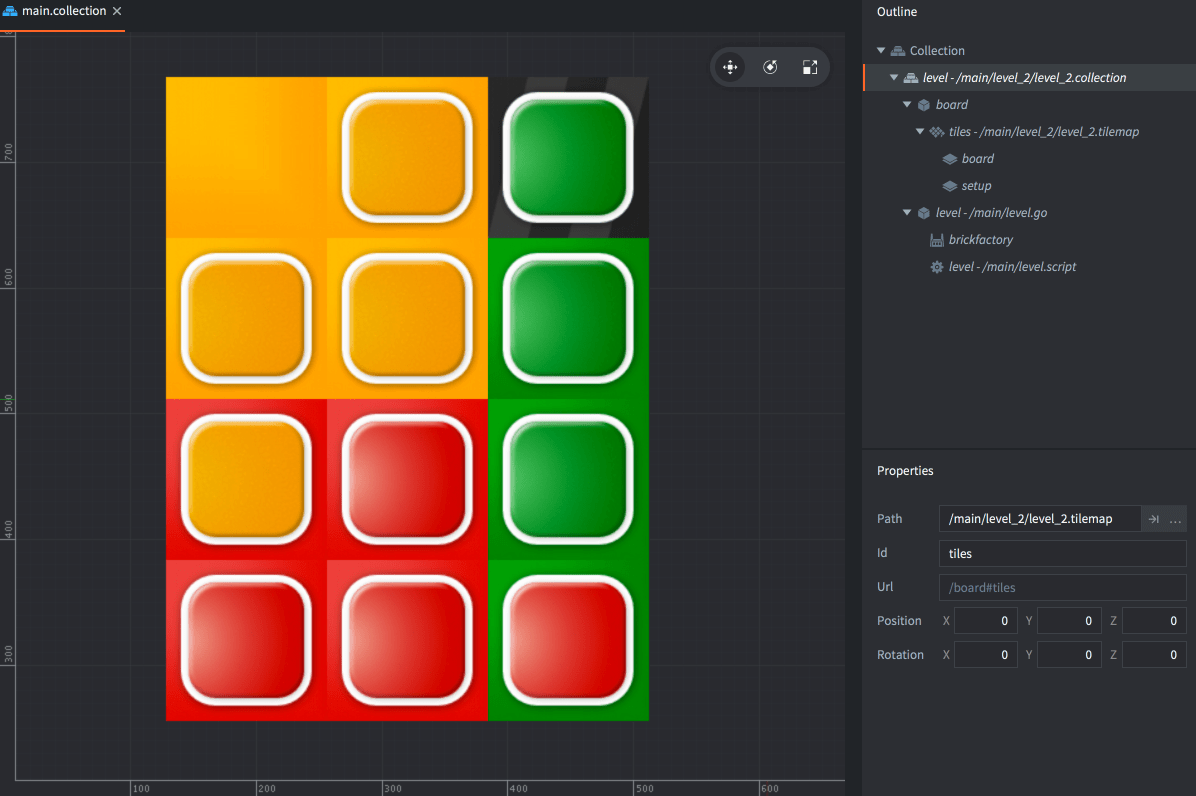 main.collection
Outline
Collection
level - /main/level_2/level_2.collection
board
tiles - /main/level_2/level_2.tilemap
board
setup
level - /main/level.go
brickfactory
level - /main/level.script
700
600
500
400
300
100 200 300 400 500 600
Properties
Path /main/level_2/level_2.tilemap ...
Id tiles
Url /board#tiles
Position X 0 Y 0 Z 0
Rotation X 0 Y 0 Z 0